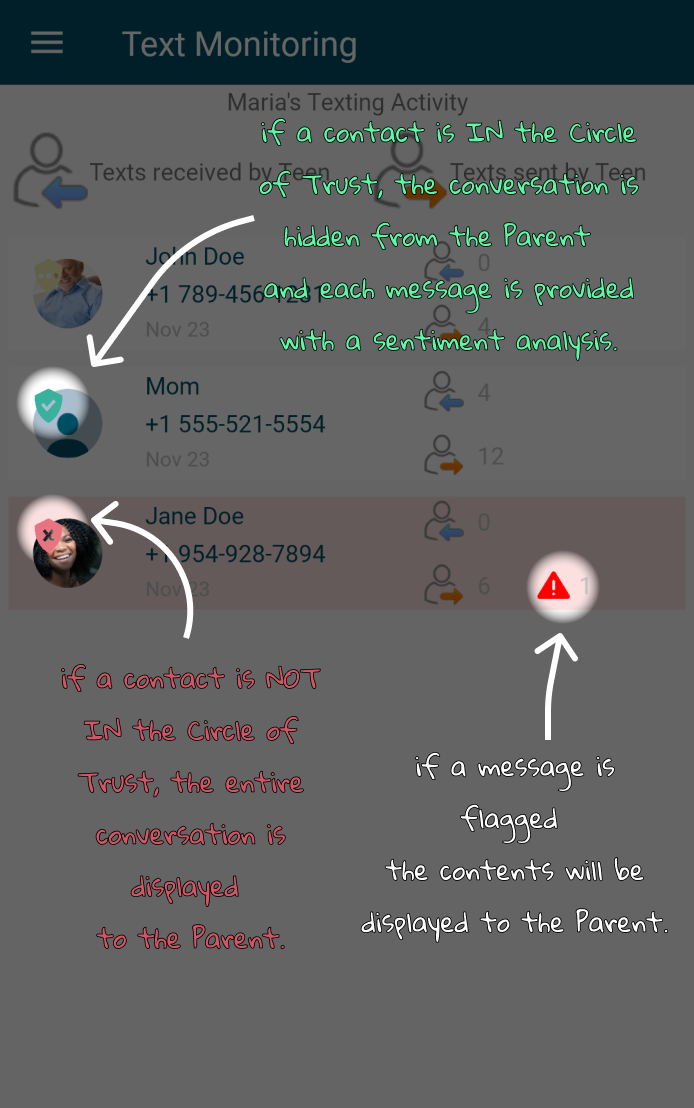 Text Monitoring
Maria's Texting Activity
if a contact is IN the Circle
Texts received by Teen
Texts sent by Teen
of Trust, the conversation is
hidden from the Parent
John Doe
0
+1 789-456-1231
and each message is provided
Nov 23
4
with a sentiment analysis.
Mom
4
+1 555-521-5554
Nov 23
12
Jane Doe
0
+1 954-928-7894
Nov 23
6
1
if a contact is NOT
IN the Circle of
Trust, the entire
conversation is
displayed
to the Parent.
if a message is
flagged
the contents will be
displayed to the Parent.